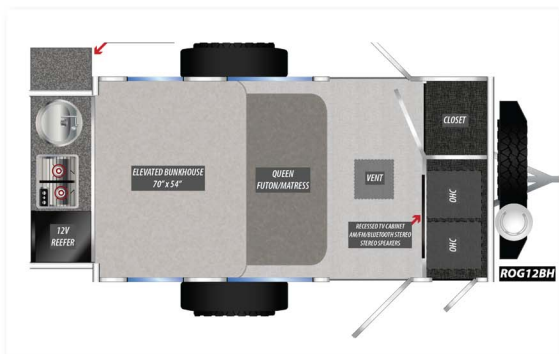 ELEVATED BUNKHOUSE
70" x 54"
QUEEN
FUTON/MATRESS
VENT
CLOSET
OHC
OHC
RECESSED TV CABINET
AM/FM/BLUETOOTH STEREO
STEREO SPEAKERS
12V
REEFER
ROG12BH